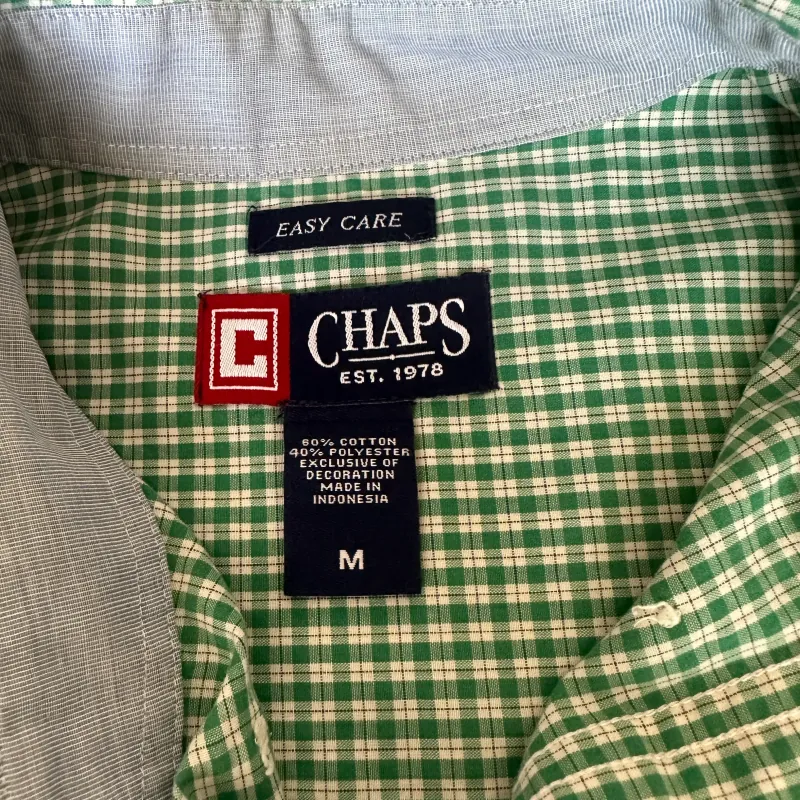 EASY CARE
C
CHAPS
EST. 1978
60% COTTON
40% POLYESTER
EXCLUSIVE OF
DECORATION
MADE IN
INDONESIA
M